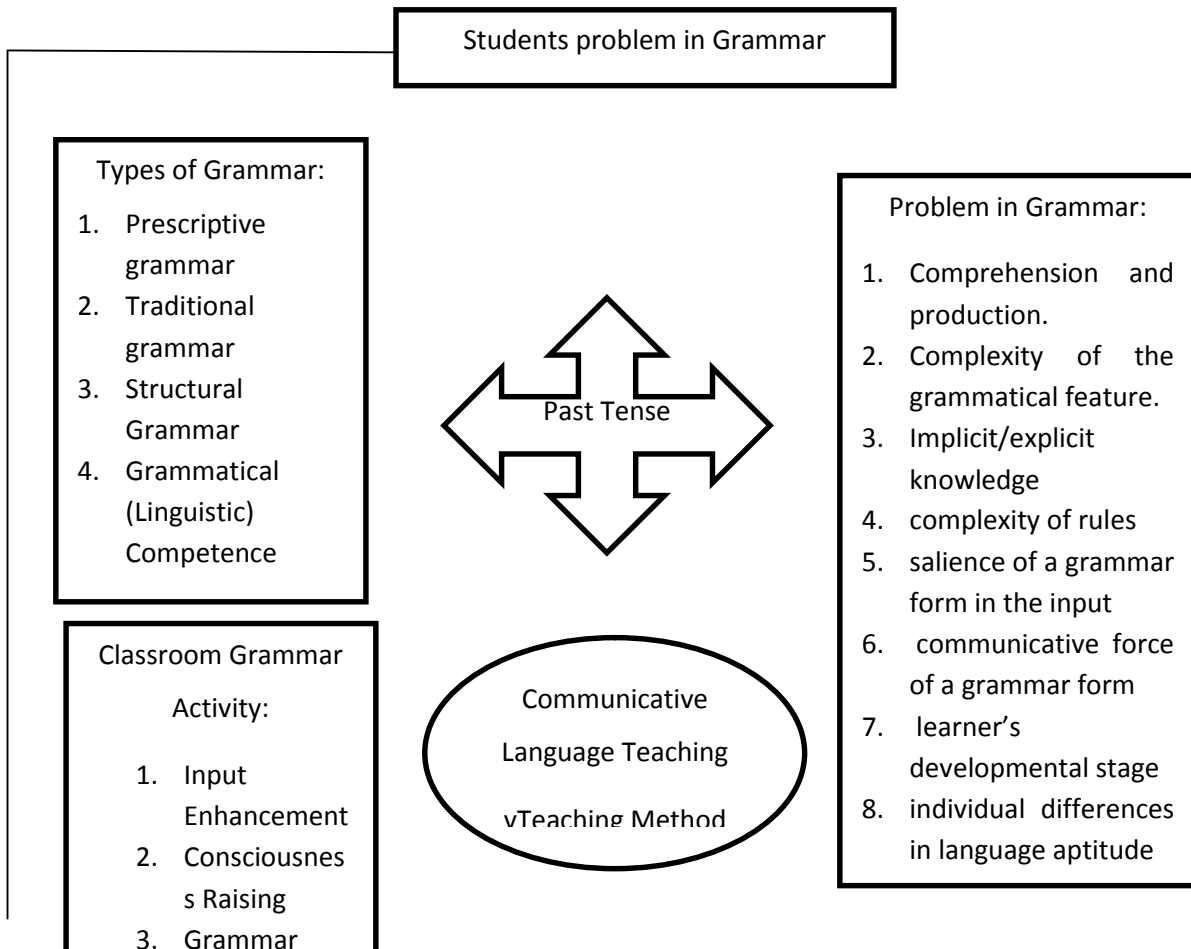 Students problem in Grammar
Types of Grammar:
1. Prescriptive
grammar
2. Traditional
grammar
3. Structural
Grammar
4. Grammatical
(Linguistic)
Competence
Past Tense
Problem in Grammar:
1. Comprehension and
production.
2. Complexity of the
grammatical feature.
3. Implicit/explicit
knowledge
4. complexity of rules
5. salience of a grammar
form in the input
6. communicative force
of a grammar form
7. learner’s
developmental stage
8. individual differences
in language aptitude
Classroom Grammar
Activity:
1. Input
Enhancement
2. Consciousnes
s Raising
3. Grammar
Communicative
Language Teaching
vTeaching Method